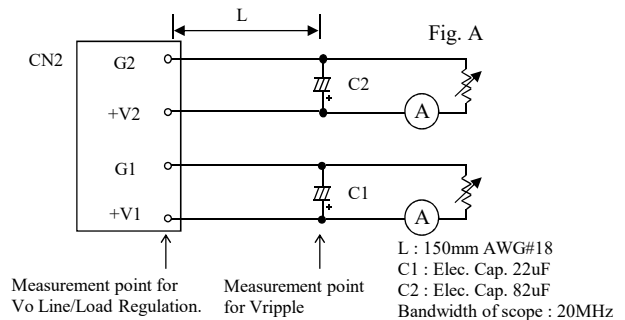 L
Fig. A
CN2
G2
C2
+V2
A
G1
C1
+V1
A
L : 150mm AWG#18
C1 : Elec. Cap. 22uF
C2 : Elec. Cap. 82uF
Bandwidth of scope : 20MHz
Measurement point for
Vo Line/Load Regulation.
Measurement point
for Vripple